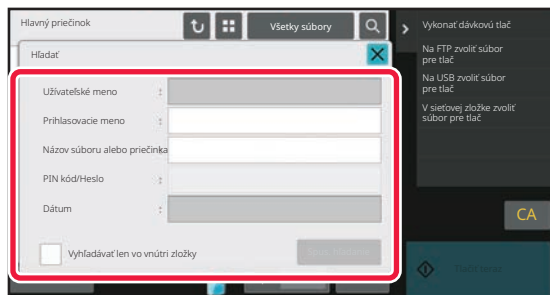 Hlavný priečinok
Všetky súbory
Hľadať
Užívateľské meno :
Prihlasovacie meno :
Názov súboru alebo priečinka
PIN kód/Heslo :
Dátum :
Vyhľadávať len vo vnútri zložky
Vykonať dávkovú tlač
Na FTP zvoliť súbor
pre tlač
Na USB zvoliť súbor
pre tlač
V sieťovej zložke zvoliť
súbor pre tlač
CA